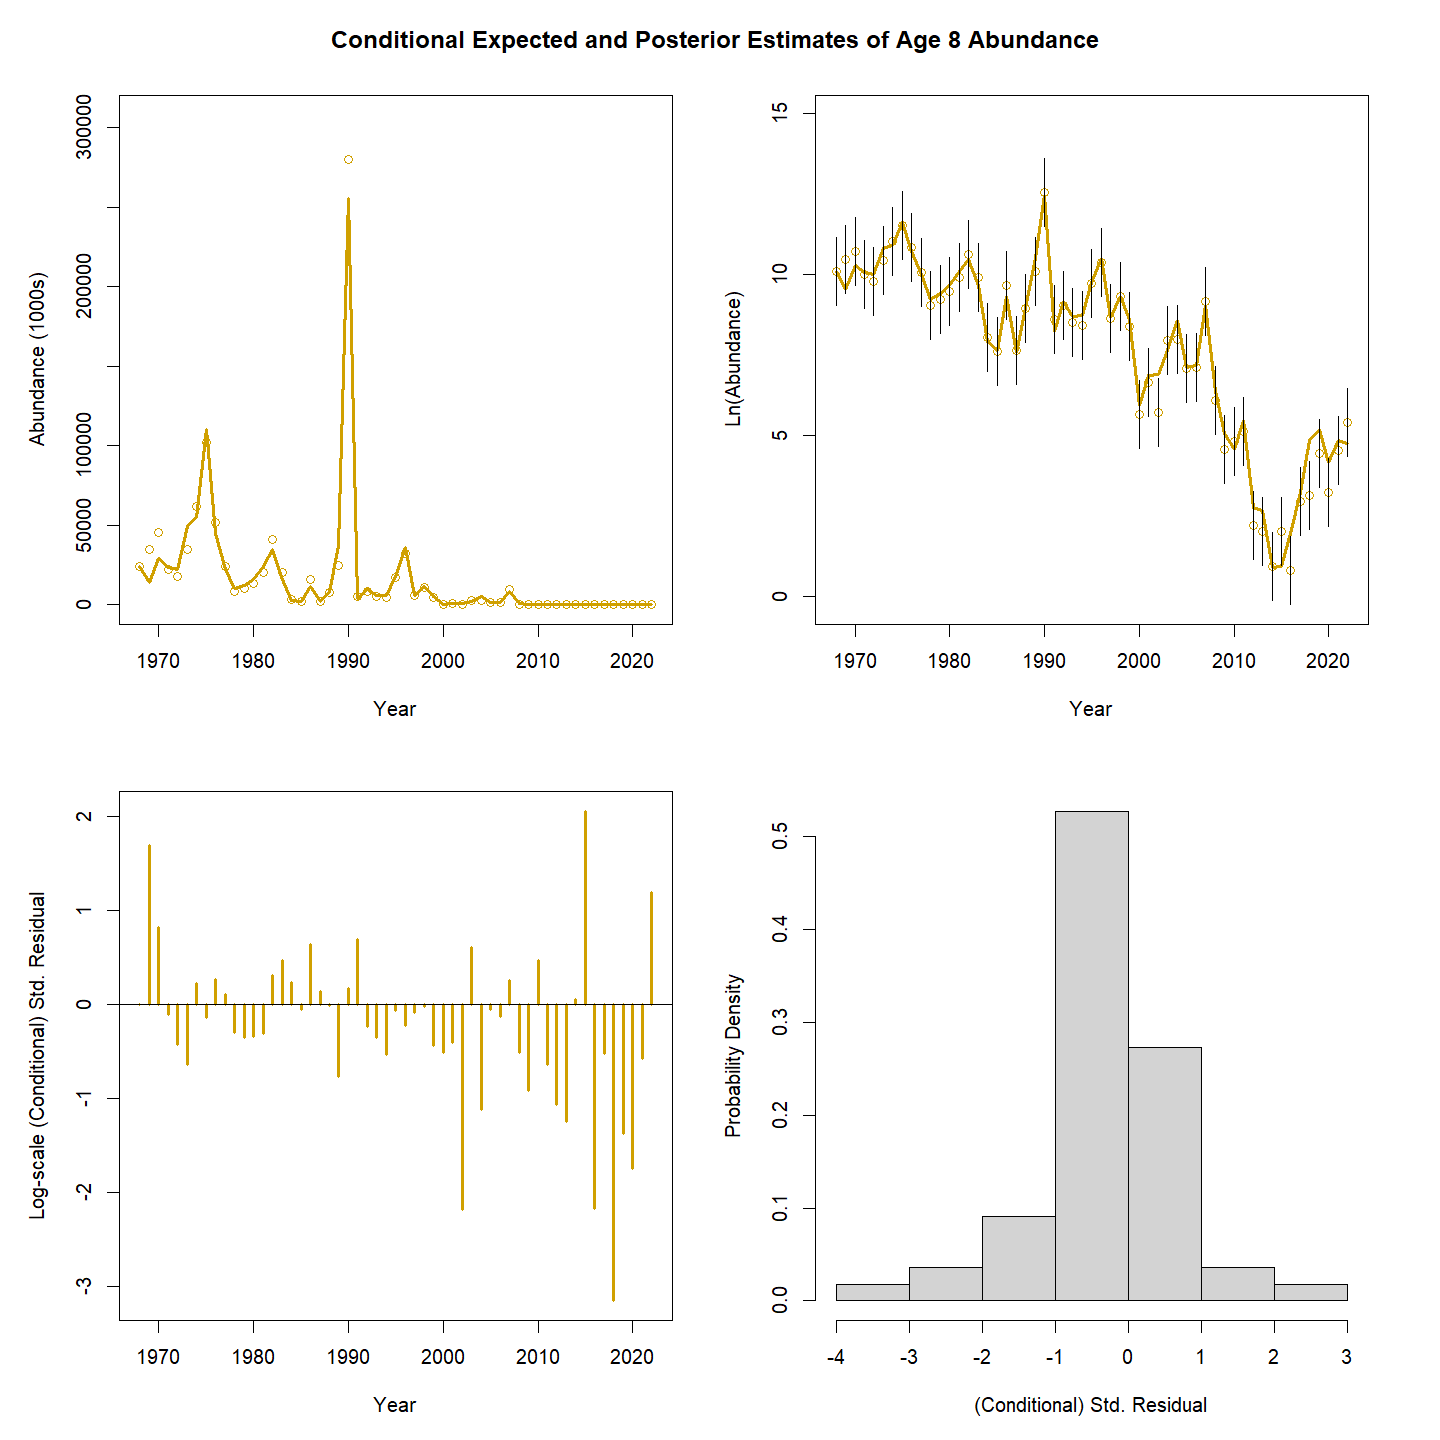 Conditional Expected and Posterior Estimates of Age 8 Abundance
Abundance (1000s)
0
50000
100000
200000
300000
1970 1980 1990 2000 2010 2020
Year
Ln(Abundance)
0
5
10
15
1970 1980 1990 2000 2010 2020
Year
Log-scale (Conditional) Std. Residual
-3
-2
-1
0
1
2
1970 1980 1990 2000 2010 2020
Year
Probability Density
0.0
0.1
0.2
0.3
0.4
0.5
-4 -3 -2 -1 0 1 2 3
(Conditional) Std. Residual